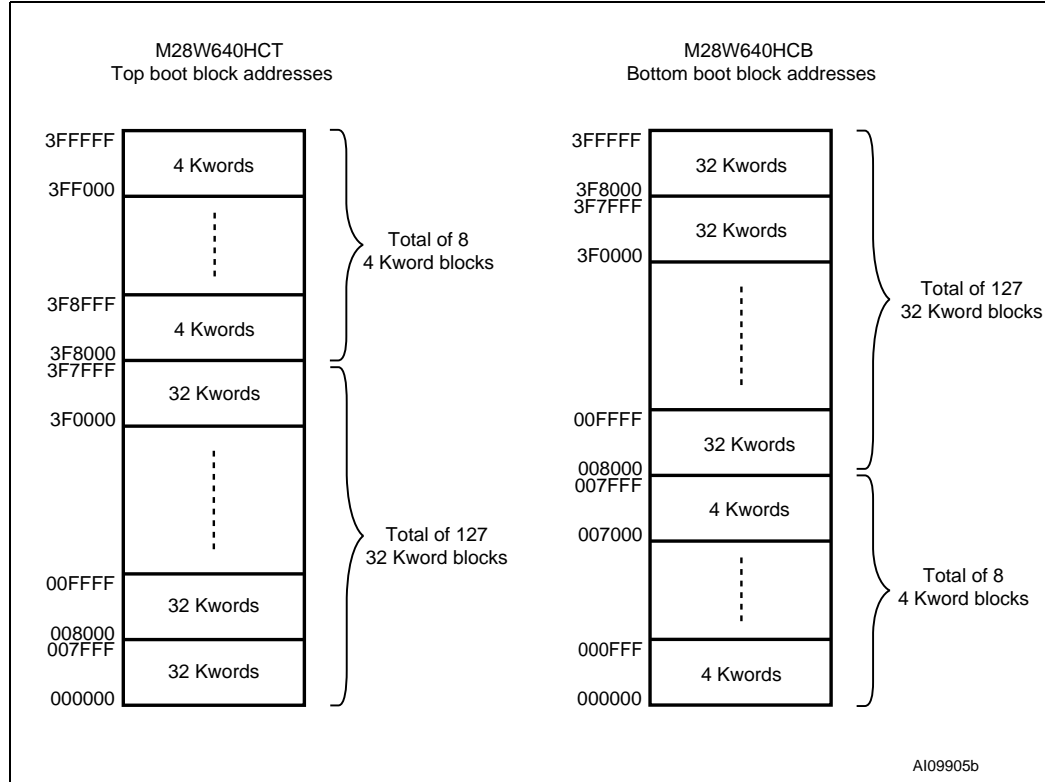 M28W640HCT
Top boot block addresses
3FFFFF
4 Kwords
3FF000
Total of 8
4 Kword blocks
3F8FFF
4 Kwords
3F8000
3F7FFF
32 Kwords
3F0000
Total of 127
32 Kword blocks
00FFFF
32 Kwords
008000
007FFF
32 Kwords
000000
M28W640HCB
Bottom boot block addresses
3FFFFF
32 Kwords
3F8000
3F7FFF
32 Kwords
3F0000
Total of 127
32 Kword blocks
00FFFF
32 Kwords
008000
007FFF
4 Kwords
007000
Total of 8
4 Kword blocks
000FFF
4 Kwords
000000
AI09905b